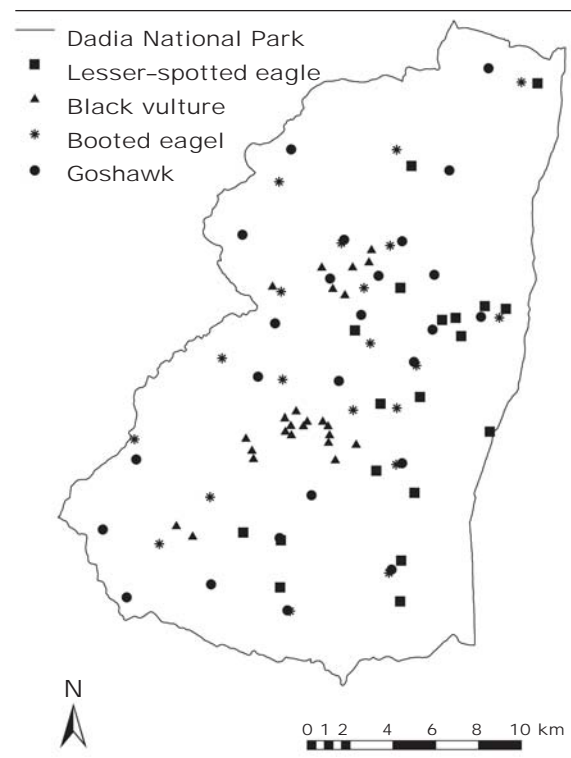 Dadia National Park
Lesser-spotted eagle
Black vulture
Booted eagel
Goshawk
N
0 1 2 4 6 8 10 km